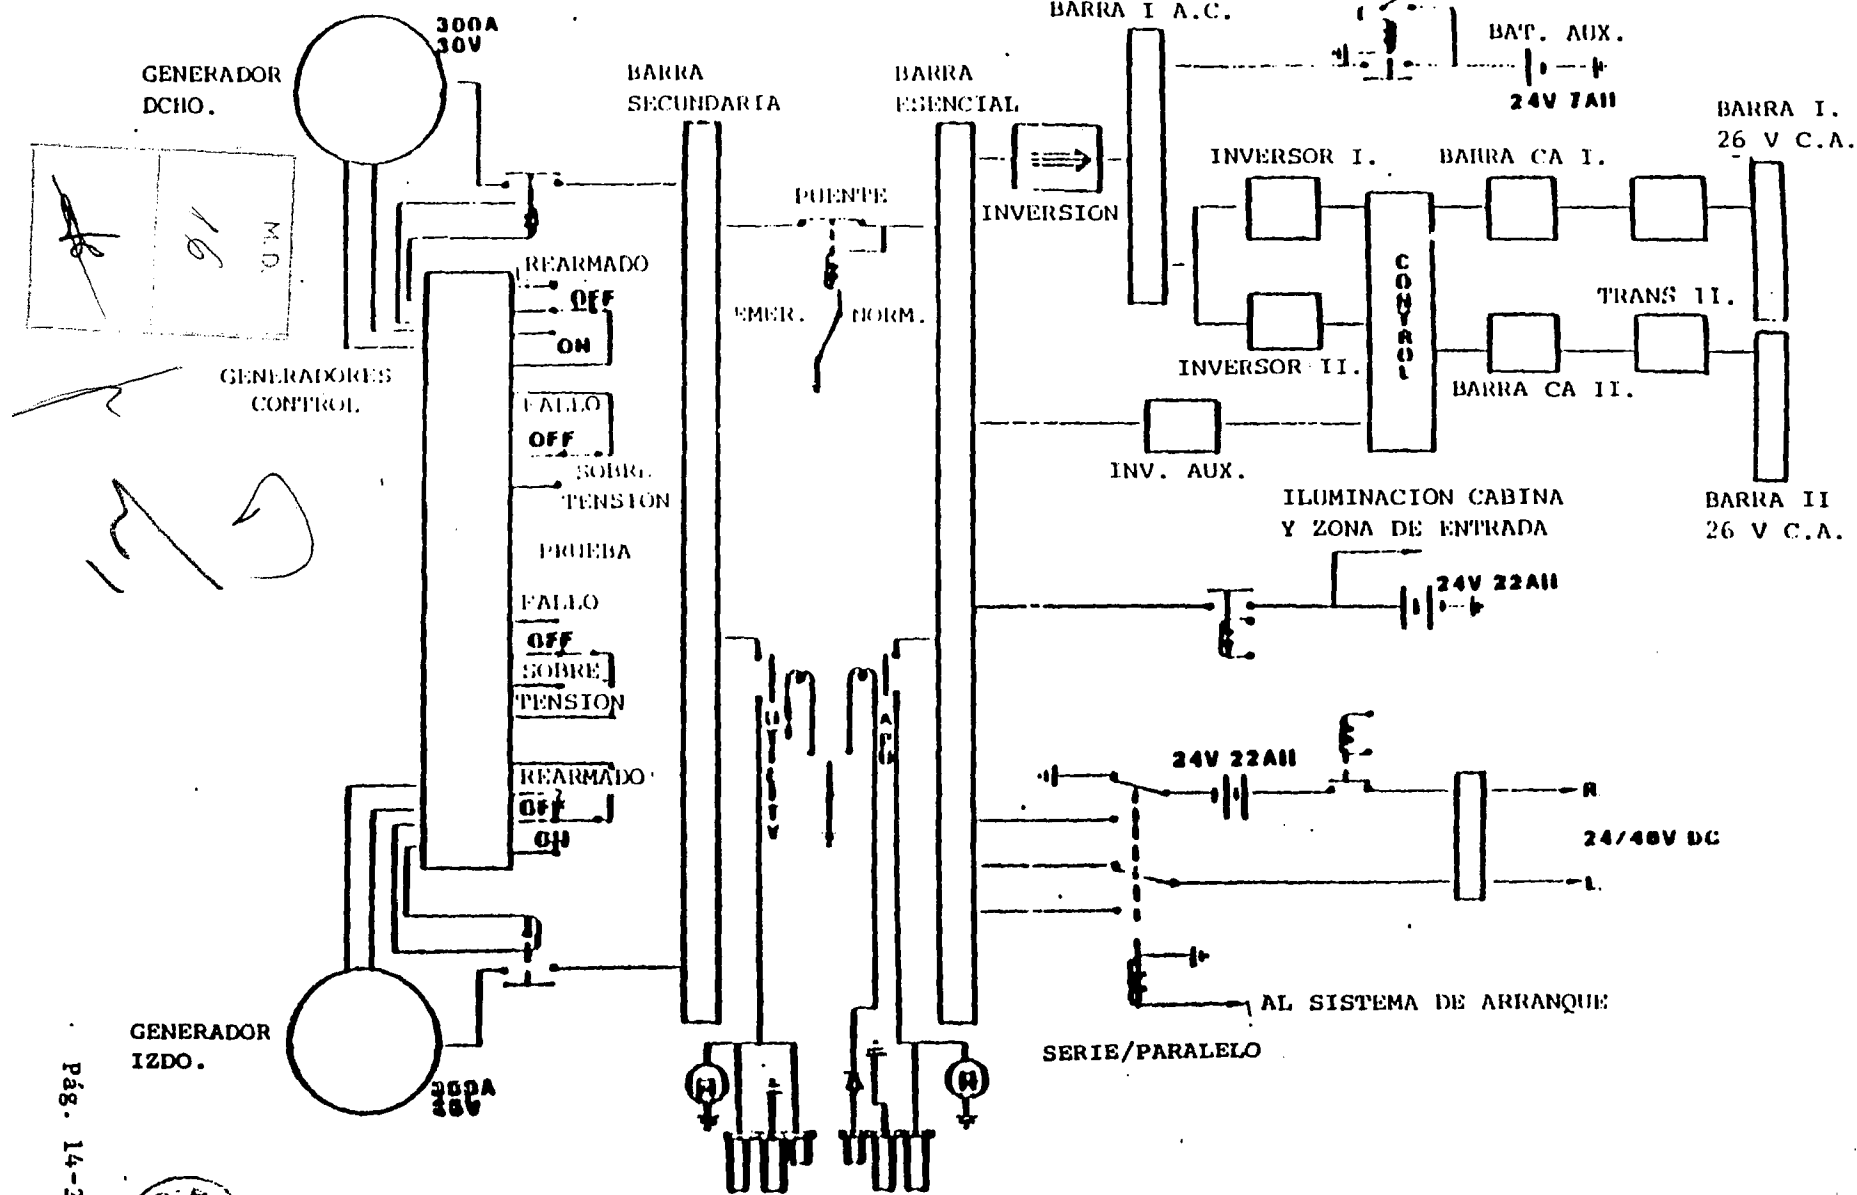 300A
30V
GENERADOR
DCHO.
BARRA
SECUNDARIA
BARRA
ESENCIAL
BARRA I A.C.
BAT. AUX.
24V 7AH
BARRA I.
26 V C.A.
INVERSOR I.
BARRA CA I.
PUENTE
INVERSION
M.D.
91
REARMADO
OFF
ON
EMER.
NORM.
CONTROL
TRANS II.
INVERSOR II.
BARRA CA II.
GENERADORES
CONTROL
FALLO
OFF
SOBRE.
TENSION
INV. AUX.
ILUMINACION CABINA
Y ZONA DE ENTRADA
BARRA II
26 V C.A.
PRUEBA
24V 22AH
FALLO
OFF
SOBRE
TENSION
UTILTY
24V 22AH
REARMADO
OFF
ON
R
24/48V DC
L.
AL SISTEMA DE ARRANQUE
SERIE/PARALELO
GENERADOR
IZDO.
300A
Pág. 14-